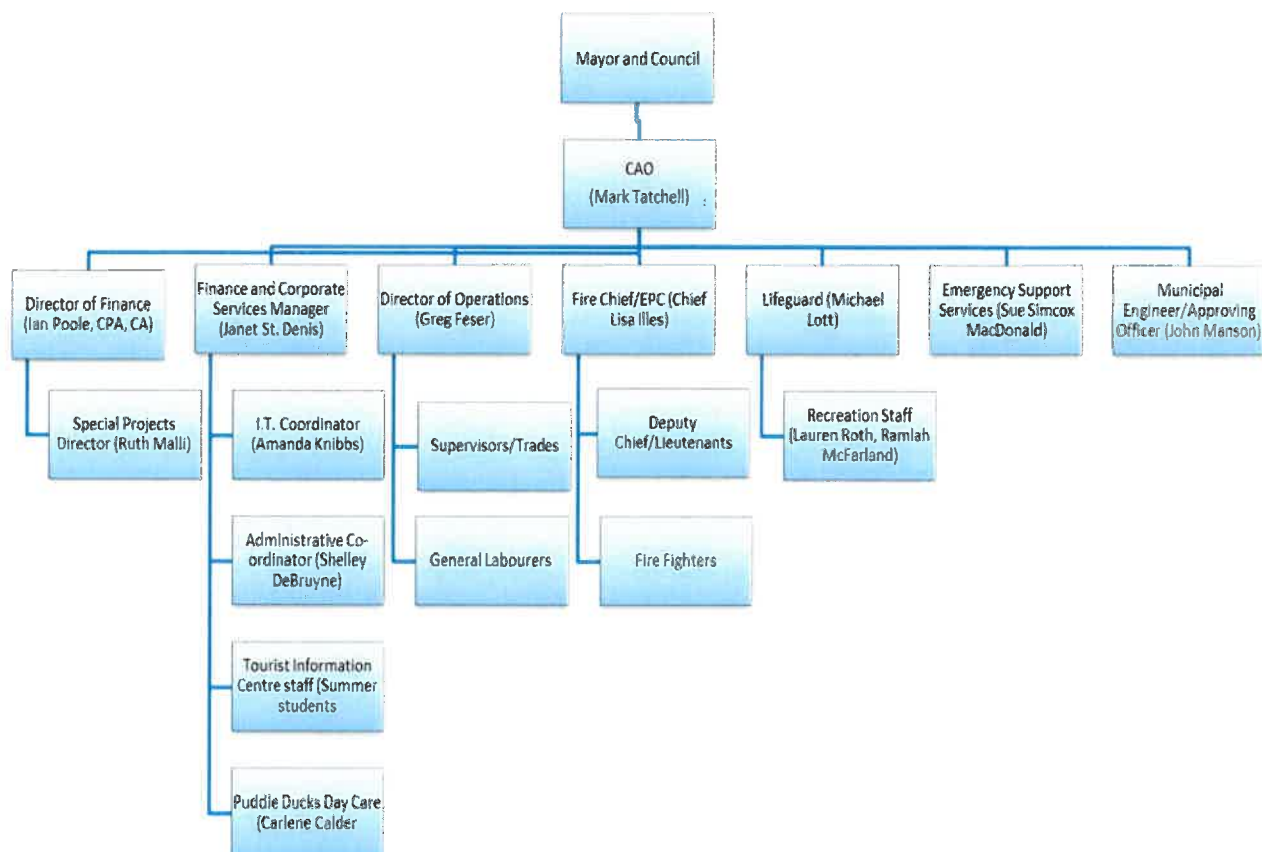 Mayor and Council
CAO
(Mark Tatchell)
Director of Finance
(Ian Poole, CPA, CA)
Finance and Corporate
Services Manager
(Janet St. Denis)
Director of Operations
(Greg Feser)
Fire Chief/EPC (Chief
Lisa Illes)
Lifeguard (Michael
Lott)
Emergency Support
Services (Sue Simcox
MacDonald)
Municipal
Engineer/Approving
Officer (John Manson)
Special Projects
Director (Ruth Malli)
I.T. Coordinator
(Amanda Knibbs)
Supervisors/Trades
Deputy
Chief/Lieutenants
Recreation Staff
(Lauren Roth, Ramlah
McFarland)
Administrative Co-
ordinator (Shelley
DeBruyne)
General Labourers
Fire Fighters
Tourist Information
Centre staff (Summer
students
Puddle Ducks Day Care
(Carlene Calder